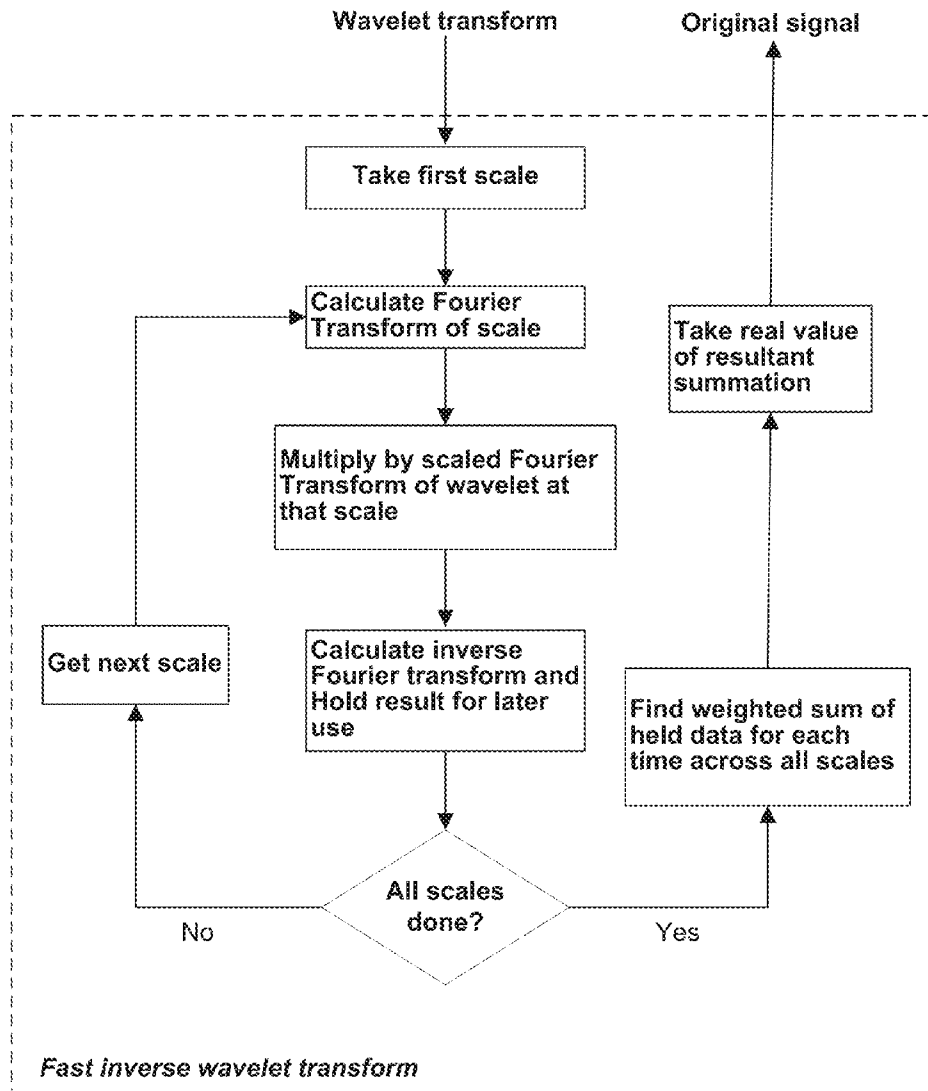 Wavelet transform
Original signal
Take first scale
Calculate Fourier
Transform of scale
Take real value
of resultant
summation
Multiply by scaled Fourier
Transform of wavelet at
that scale
Get next scale
Calculate inverse
Fourier transform and
Hold result for later
use
Find weighted sum of
held data for each
time across all scales
All scales
done?
No
Yes
Fast inverse wavelet transform